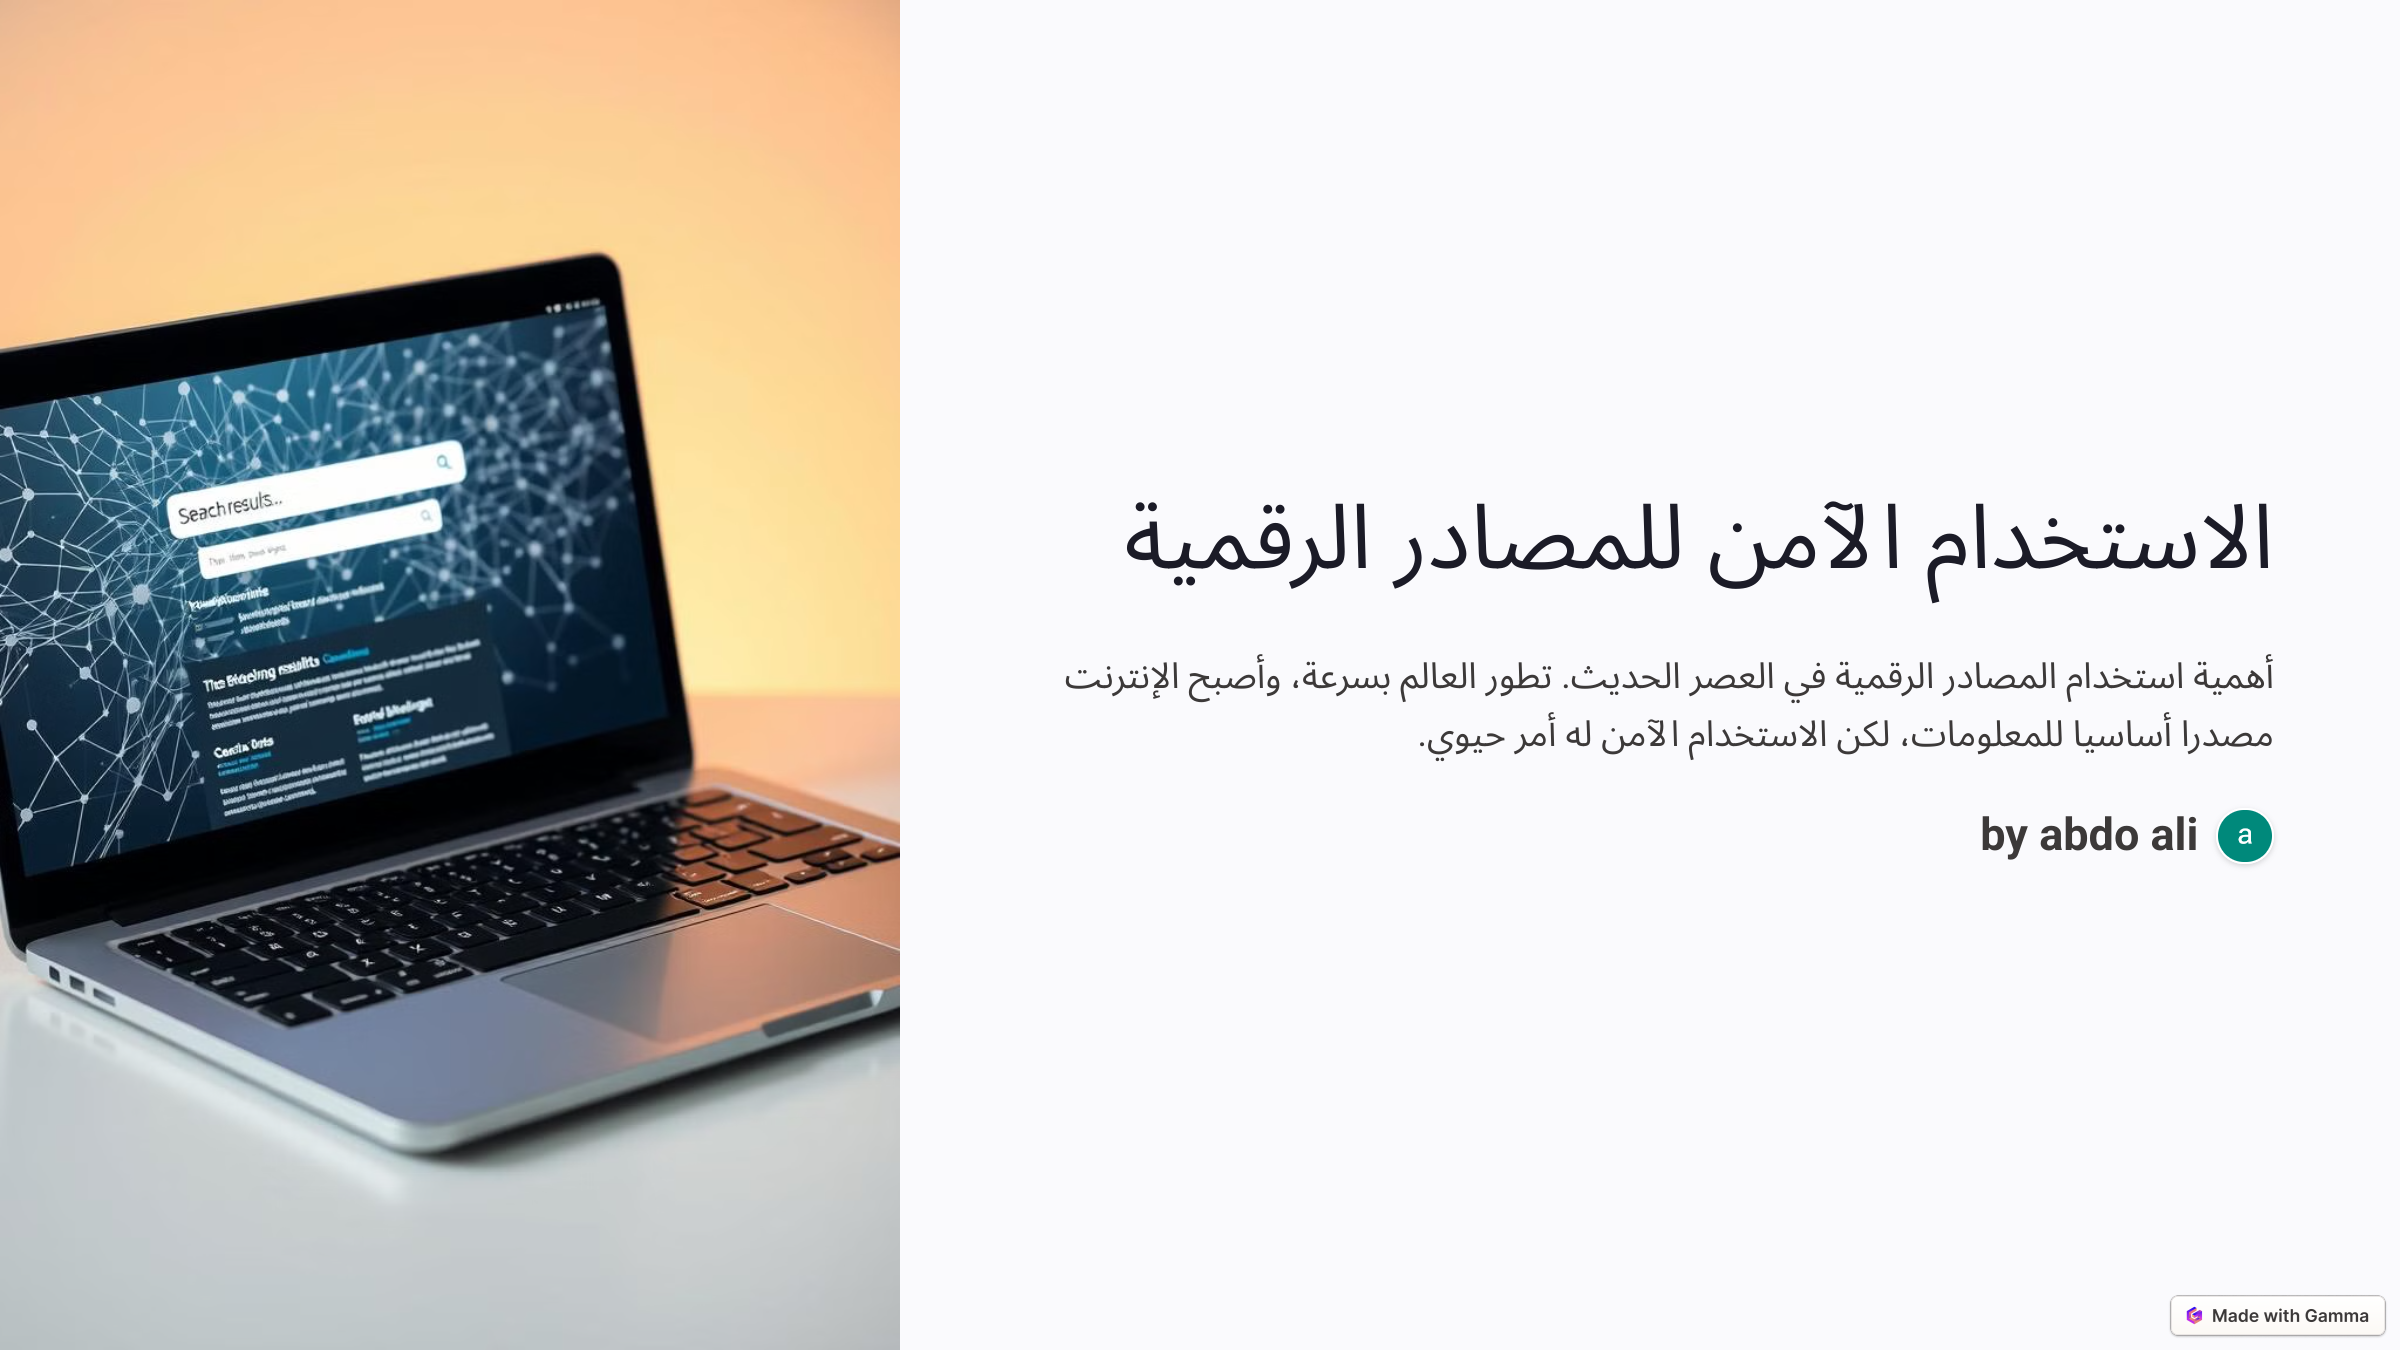 الاستخدام الآمن للمصادر الرقمية
أهمية استخدام المصادر الرقمية في العصر الحديث. تطور العالم بسرعة، وأصبح الإنترنت
مصدرا أساسيا للمعلومات، لكن الاستخدام الآمن له أمر حيوي.
by abdo ali
a
Seach results...
Made with Gamma